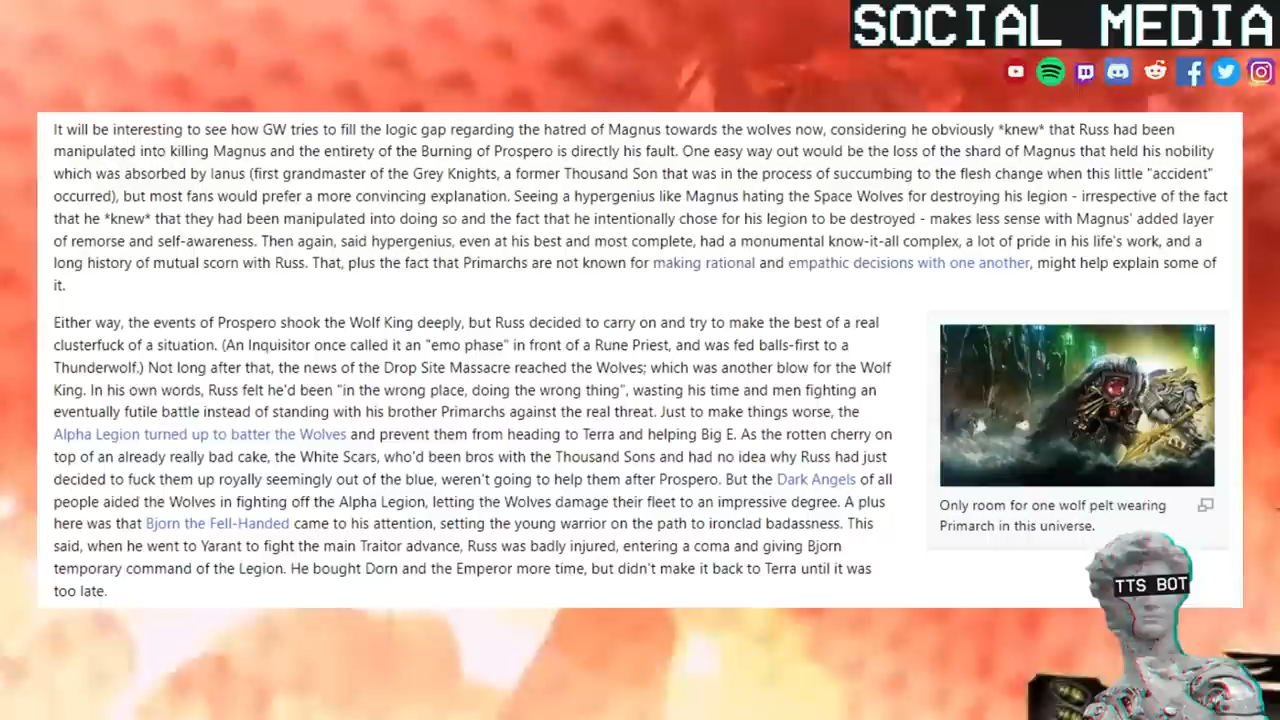 SOCIAL MEDIA
It will be interesting to see how GW tries to fill the logic gap regarding the hatred of Magnus towards the wolves now, considering he obviously *knew* that Russ had been
manipulated into killing Magnus and the entirety of the Burning of Prospero is directly his fault. One easy way out would be the loss of the shard of Magnus that held his nobility
which was absorbed by Ianus (first grandmaster of the Grey Knights, a former Thousand Son that was in the process of succumbing to the flesh change when this little "accident"
occurred), but most fans would prefer a more convincing explanation. Seeing a hypergenius like Magnus hating the Space Wolves for destroying his legion - irrespective of the fact
that he *knew* that they had been manipulated into doing so and the fact that he intentionally chose for his legion to be destroyed - makes less sense with Magnus' added layer
of remorse and self-awareness. Then again, said hypergenius, even at his best and most complete, had a monumental know-it-all complex, a lot of pride in his life's work, and a
long history of mutual scorn with Russ. That, plus the fact that Primarchs are not known for making rational and empathic decisions with one another, might help explain some of
it.
Either way, the events of Prospero shook the Wolf King deeply, but Russ decided to carry on and try to make the best of a real
clusterfuck of a situation. (An Inquisitor once called it an "emo phase" in front of a Rune Priest, and was fed balls-first to a
Thunderwolf.) Not long after that, the news of the Drop Site Massacre reached the Wolves; which was another blow for the Wolf
King. In his own words, Russ felt he'd been "in the wrong place, doing the wrong thing", wasting his time and men fighting an
eventually futile battle instead of standing with his brother Primarchs against the real threat. Just to make things worse, the
Alpha Legion turned up to batter the Wolves and prevent them from heading to Terra and helping Big E. As the rotten cherry on
top of an already really bad cake, the White Scars, who'd been bros with the Thousand Sons and had no idea why Russ had just
decided to fuck them up royally seemingly out of the blue, weren't going to help them after Prospero. But the Dark Angels of all
people aided the Wolves in fighting off the Alpha Legion, letting the Wolves damage their fleet to an impressive degree. A plus
here was that Bjorn the Fell-Handed came to his attention, setting the young warrior on the path to ironclad badassness. This
said, when he went to Yarant to fight the main Traitor advance, Russ was badly injured, entering a coma and giving Bjorn
temporary command of the Legion. He bought Dorn and the Emperor more time, but didn't make it back to Terra until it was
too late.
Only room for one wolf pelt wearing
Primarch in this universe.
TTS BOT